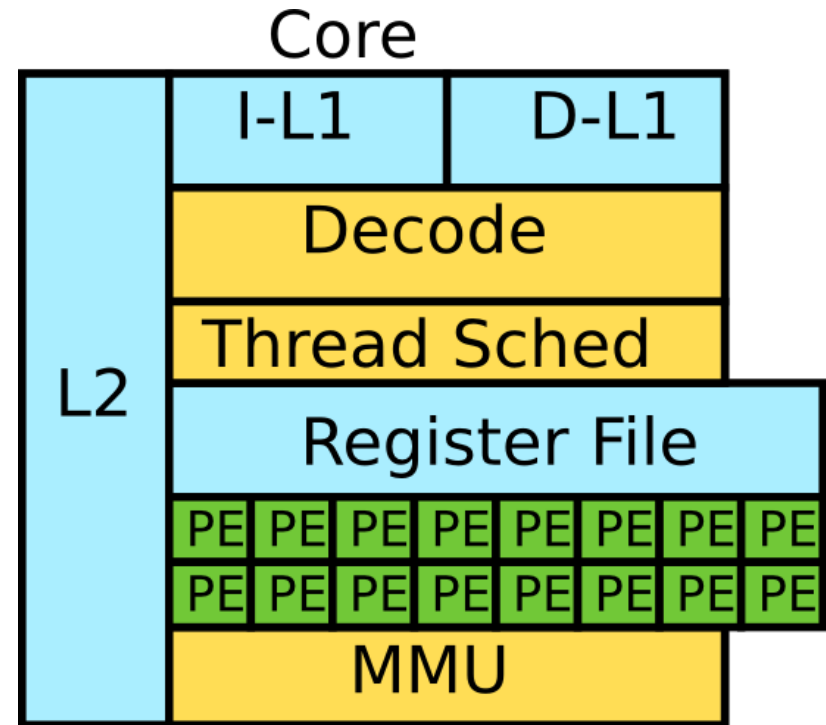 Core
I-L1 D-L1
Decode
Thread Sched
L2
Register File
PE PE PE PE PE PE PE PE
PE PE PE PE PE PE PE PE
MMU